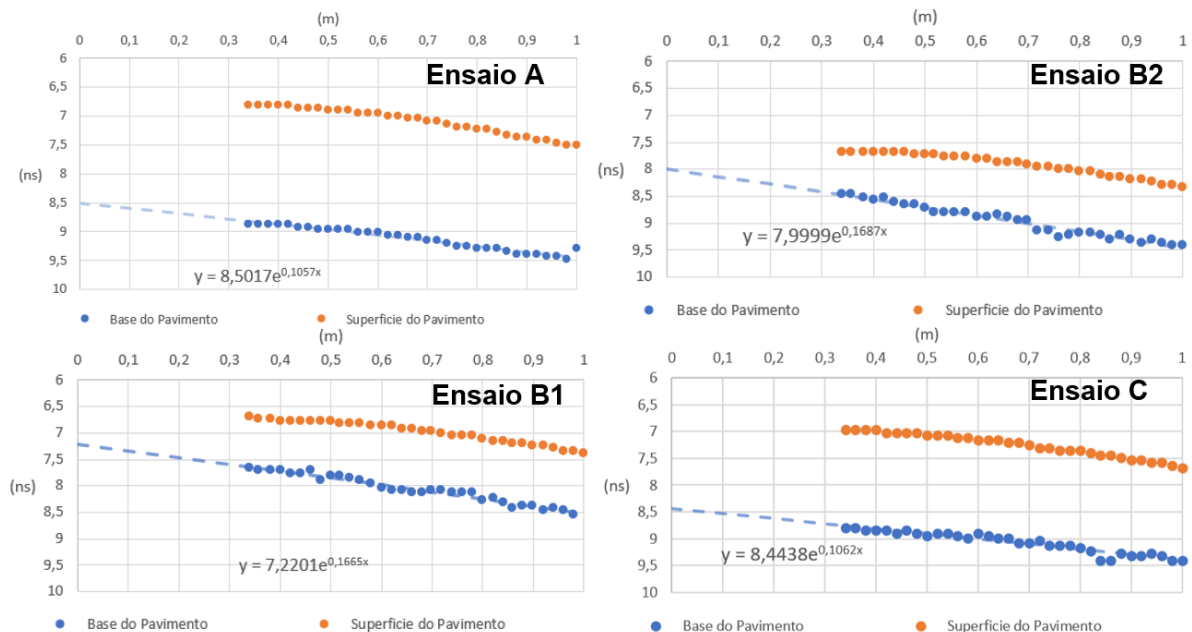 (m)
0 0,1 0,2 0,3 0,4 0,5 0,6 0,7 0,8 0,9 1
Ensaio A
6
6,5
7
7,5
8
8,5
9
9,5
10
(ns)
y = 8,5017e^0,1057x
Base do Pavimento Superficie do Pavimento
(m)
0 0,1 0,2 0,3 0,4 0,5 0,6 0,7 0,8 0,9 1
Ensaio B2
6
6,5
7
7,5
8
8,5
9
9,5
10
(ns)
y = 7,9999e^0,1687x
Base do Pavimento Superfície do Pavimento
(m)
0 0,1 0,2 0,3 0,4 0,5 0,6 0,7 0,8 0,9 1
Ensaio B1
6
6,5
7
7,5
8
8,5
9
9,5
10
(ns)
y = 7,2201e^0,1665x
Base do Pavimento Superfície do Pavimento
(m)
0 0,1 0,2 0,3 0,4 0,5 0,6 0,7 0,8 0,9 1
Ensaio C
6
6,5
7
7,5
8
8,5
9
9,5
10
(ns)
y = 8,4438e^0,1062x
Base do Pavimento Superfície do Pavimento